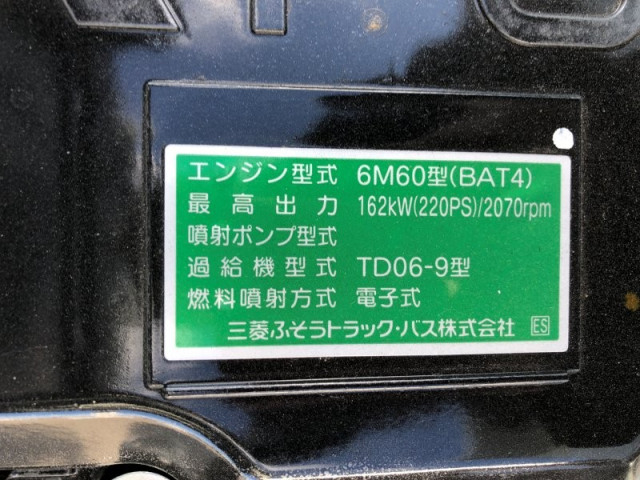 エンジン型式 6M60型(BAT4)
最高出力 162kW(220PS)/2070rpm
噴射ポンプ型式
過給機型式 TD06-9型
燃料噴射方式 電子式
三菱ふそうトラック・バス株式会社 ES